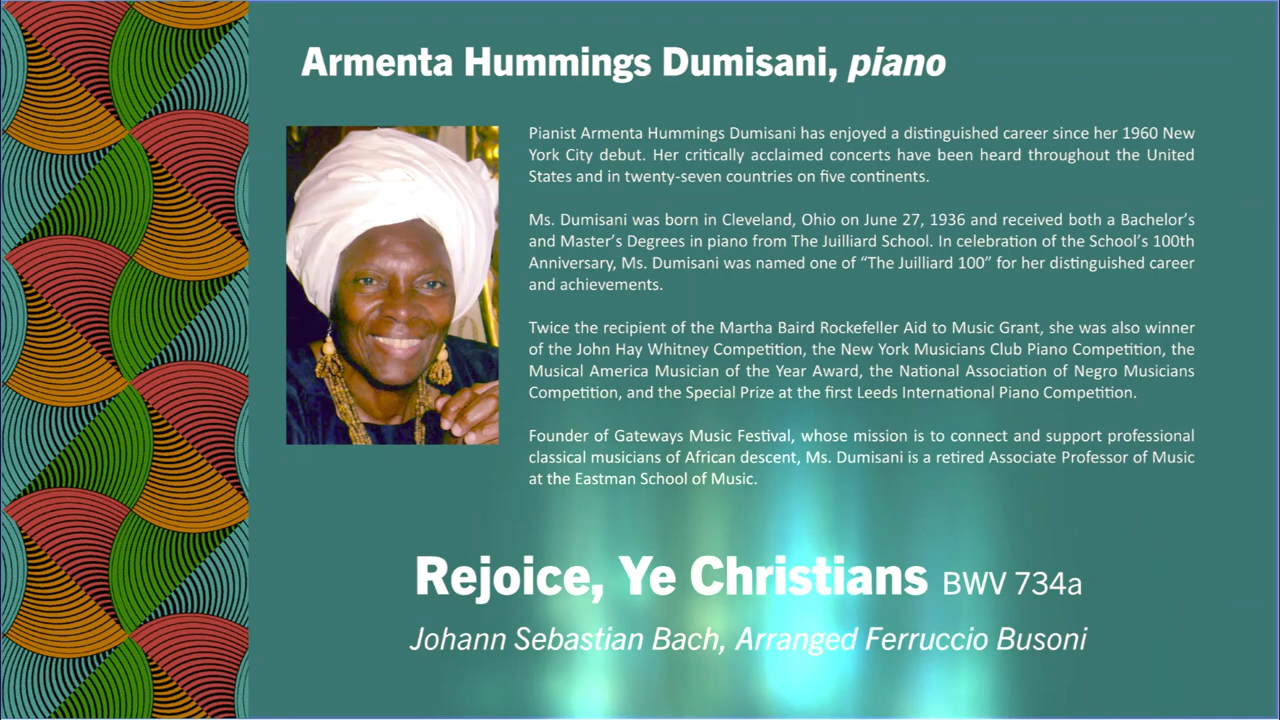 Armenta Hummings Dumisani, piano
Pianist Armenta Hummings Dumisani has enjoyed a distinguished career since her 1960 New
York City debut. Her critically acclaimed concerts have been heard throughout the United
States and in twenty-seven countries on five continents.
Ms. Dumisani was born in Cleveland, Ohio on June 27, 1936 and received both a Bachelor’s
and Master’s Degrees in piano from The Juilliard School. In celebration of the School’s 100th
Anniversary, Ms. Dumisani was named one of “The Juilliard 100” for her distinguished career
and achievements.
Twice the recipient of the Martha Baird Rockefeller Aid to Music Grant, she was also winner
of the John Hay Whitney Competition, the New York Musicians Club Piano Competition, the
Musical America Musician of the Year Award, the National Association of Negro Musicians
Competition, and the Special Prize at the first Leeds International Piano Competition.
Founder of Gateways Music Festival, whose mission is to connect and support professional
classical musicians of African descent, Ms. Dumisani is a retired Associate Professor of Music
at the Eastman School of Music.
Rejoice, Ye Christians BWV 734a
Johann Sebastian Bach, Arranged Ferruccio Busoni